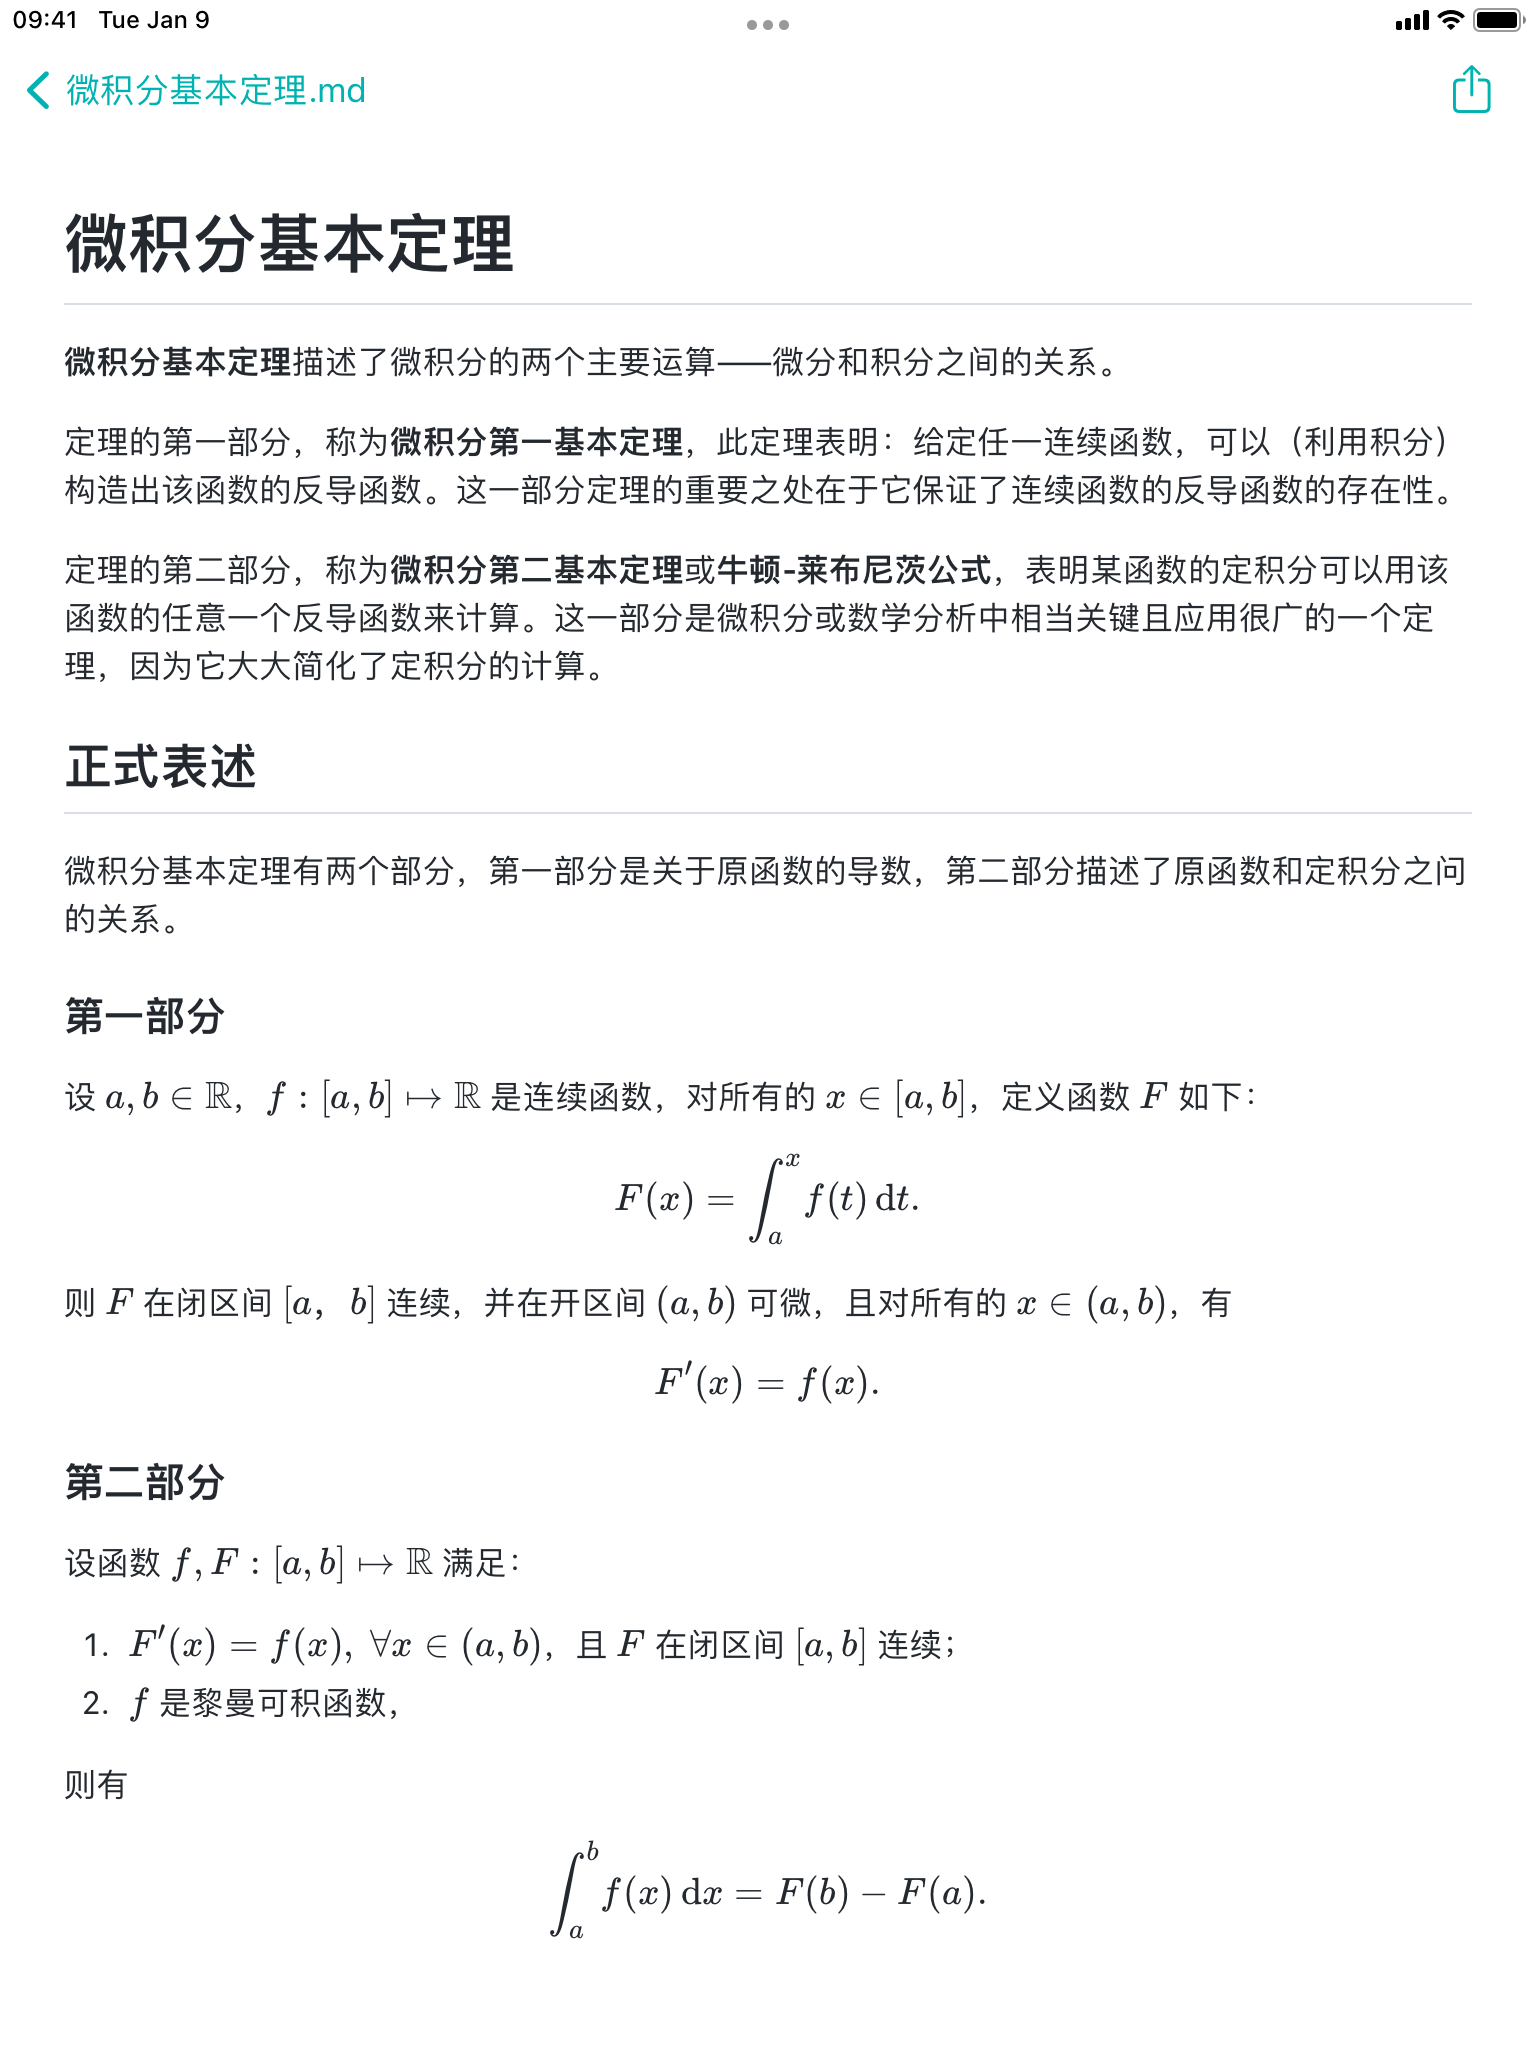 09:41 Tue Jan 9
微积分基本定理.md
微积分基本定理
微积分基本定理描述了微积分的两个主要运算——微分和积分之间的关系。
定理的第一部分，称为微积分第一基本定理，此定理表明：给定任一连续函数，可以（利用积分）
构造出该函数的反导函数。这一部分定理的重要之处在于它保证了连续函数的反导函数的存在性。
定理的第二部分，称为微积分第二基本定理或牛顿-莱布尼茨公式，表明某函数的定积分可以用该
函数的任意一个反导函数来计算。这一部分是微积分或数学分析中相当关键且应用很广的一个定
理，因为它大大简化了定积分的计算。
正式表述
微积分基本定理有两个部分，第一部分是关于原函数的导数，第二部分描述了原函数和定积分之问
的关系。
第一部分
设 a, b ∈ ℝ，f : [a, b] ↦ ℝ 是连续函数，对所有的 x ∈ [a, b]，定义函数 F 如下：
F(x) = ∫_a^x f(t) dt.
则 F 在闭区间 [a，b] 连续，并在开区间 (a, b) 可微，且对所有的 x ∈ (a, b)，有
F′(x) = f(x).
第二部分
设函数 f, F : [a, b] ↦ ℝ 满足：
1. F′(x) = f(x), ∀x ∈ (a, b)，且 F 在闭区间 [a, b] 连续；
2. f 是黎曼可积函数，
则有
∫_a^b f(x) dx = F(b) − F(a).